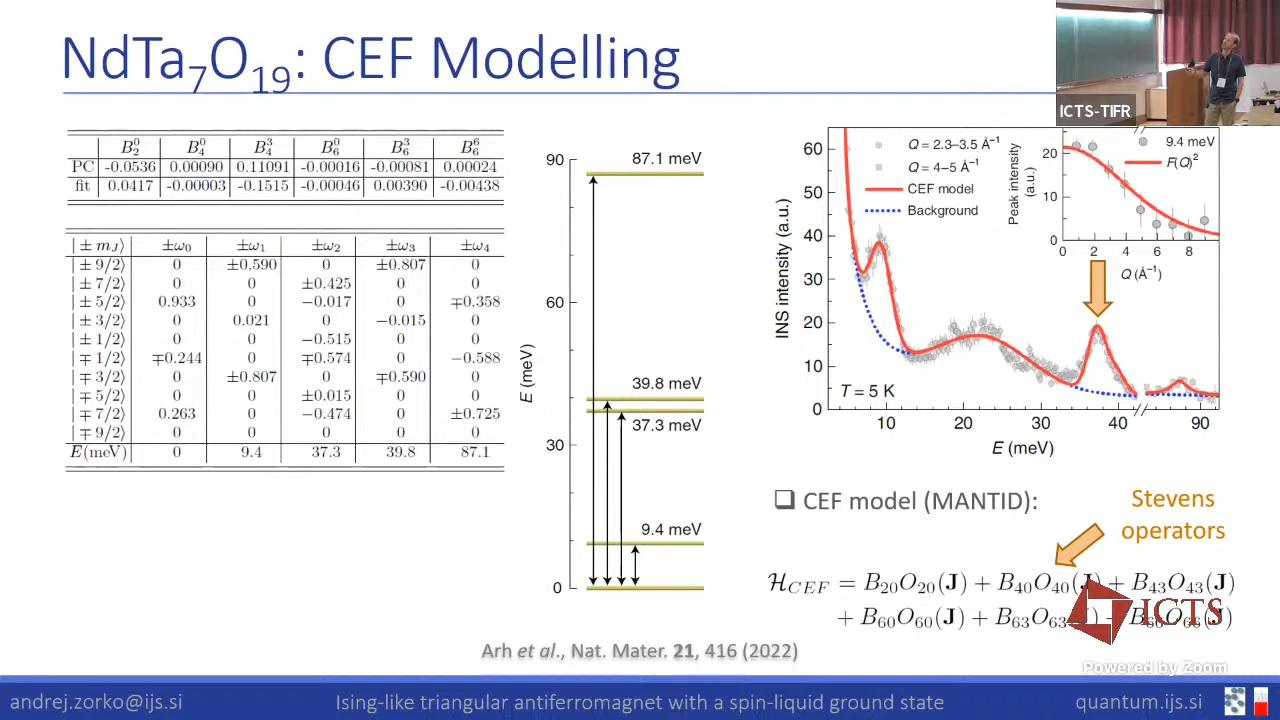 NdTa₇O₁₉: CEF Modelling
ICTS-TIFR
B₂⁰ B₄⁰ B₄³ B₆⁰ B₆³ B₆⁶
PC -0.0536 0.00090 0.11091 -0.00016 -0.00081 0.00024
fit 0.0417 -0.00003 -0.1515 -0.00046 0.00390 -0.00438
| ± mJ⟩ ±ω₀ ±ω₁ ±ω₂ ±ω₃ ±ω₄
| ± 9/2⟩ 0 ±0.590 0 ±0.807 0
| ± 7/2⟩ 0 0 ±0.425 0 0
| ± 5/2⟩ 0.933 0 −0.017 0 ∓0.358
| ± 3/2⟩ 0 0.021 0 −0.015 0
| ± 1/2⟩ 0 0 −0.515 0 0
| ∓ 1/2⟩ ∓0.244 0 ∓0.574 0 −0.588
| ∓ 3/2⟩ 0 ±0.807 0 ∓0.590 0
| ∓ 5/2⟩ 0 0 ±0.015 0 0
| ∓ 7/2⟩ 0.263 0 −0.474 0 ±0.725
| ∓ 9/2⟩ 0 0 0 0 0
E(meV) 0 9.4 37.3 39.8 87.1
90
60
30
0
E (meV)
87.1 meV
39.8 meV
37.3 meV
9.4 meV
60
50
40
30
20
10
0
INS intensity (a.u.)
Q = 2.3–3.5 Å⁻¹
Q = 4–5 Å⁻¹
CEF model
Background
T = 5 K
10 20 30 40 90
E (meV)
20
10
0
Peak intensity
(a.u.)
9.4 meV
F(Q)²
0 2 4 6 8
Q (Å⁻¹)
❑ CEF model (MANTID):
Stevens
operators
ℋCEF = B₂₀O₂₀(J) + B₄₀O₄₀(J) + B₄₃O₄₃(J)
+ B₆₀O₆₀(J) + B₆₃O₆₃(J) + B₆₆O₆₆(J)
ICTS
Powered by Zoom
Arh et al., Nat. Mater. 21, 416 (2022)
andrej.zorko@ijs.si Ising-like triangular antiferromagnet with a spin-liquid ground state quantum.ijs.si